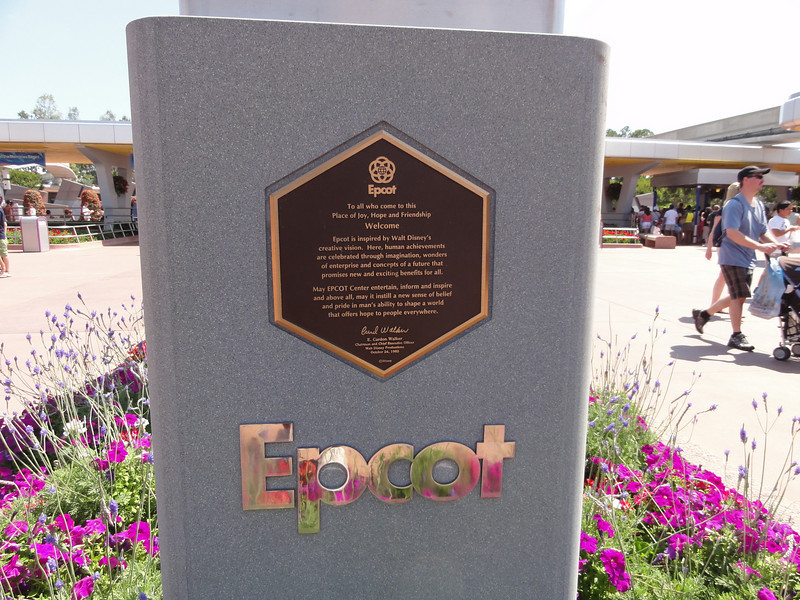 Epcot
To all who come to this
Place of Joy, Hope and Friendship
Welcome
Epcot is inspired by Walt Disney's
creative vision. Here, human achievements
are celebrated through imagination, wonders
of enterprise and concepts of a future that
promises new and exciting benefits for all.
May EPCOT Center entertain, inform and inspire
and above all, may it instill a new sense of belief
and pride in man's ability to shape a world
that offers hope to people everywhere.
E. Cardon Walker
Chairman and Chief Executive Officer
Walt Disney Productions
October 24, 1982
©Disney
Epcot